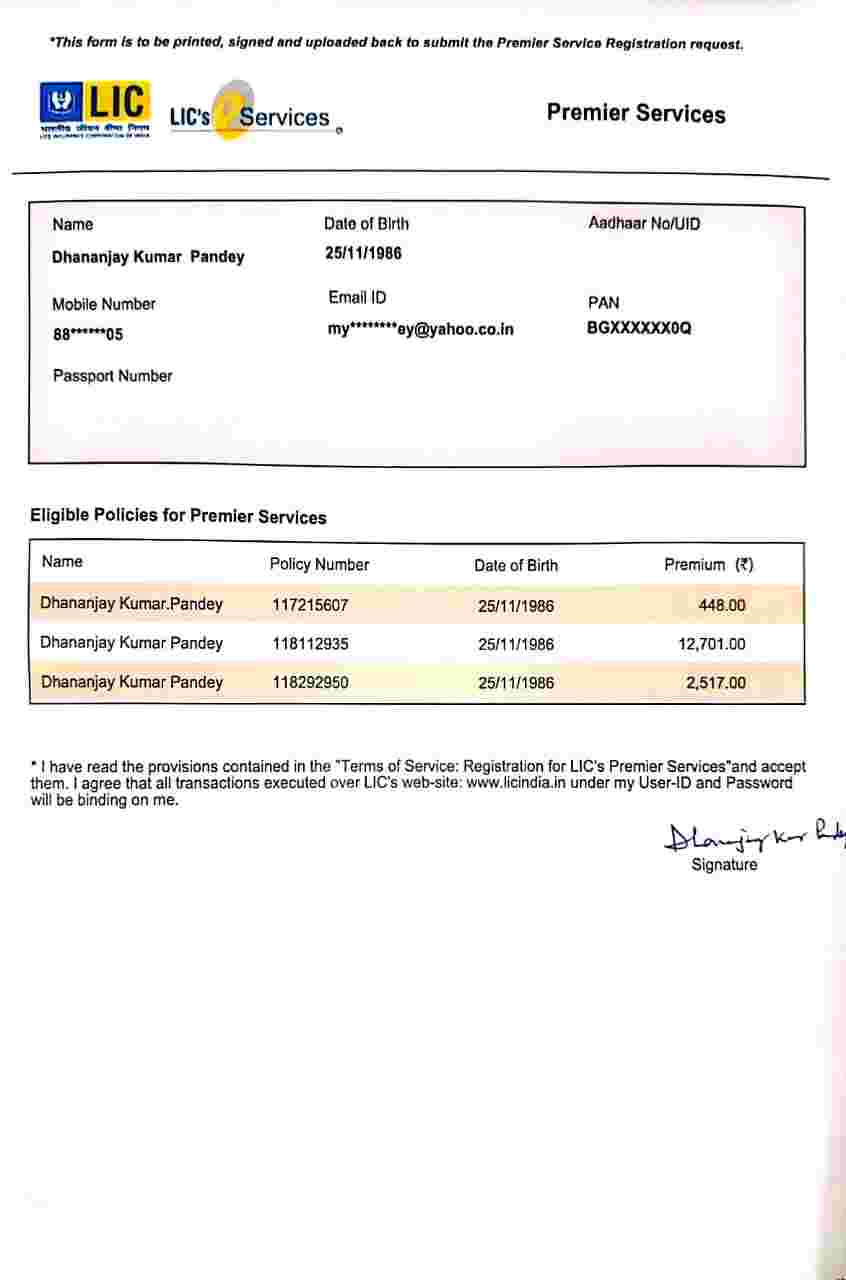 *This form is to be printed, signed and uploaded back to submit the Premier Service Registration request.
LIC
भारतीय जीवन बीमा निगम
LIFE INSURANCE CORPORATION OF INDIA
LIC's eServices
Premier Services
Name Date of Birth Aadhaar No/UID
Dhananjay Kumar Pandey 25/11/1986
Mobile Number Email ID PAN
88******05 my********ey@yahoo.co.in BGXXXXXX0Q
Passport Number
Eligible Policies for Premier Services
Name Policy Number Date of Birth Premium (₹)
Dhananjay Kumar.Pandey 117215607 25/11/1986 448.00
Dhananjay Kumar Pandey 118112935 25/11/1986 12,701.00
Dhananjay Kumar Pandey 118292950 25/11/1986 2,517.00
* I have read the provisions contained in the "Terms of Service: Registration for LIC's Premier Services"and accept
them. I agree that all transactions executed over LIC's web-site: www.licindia.in under my User-ID and Password
will be binding on me.
Signature